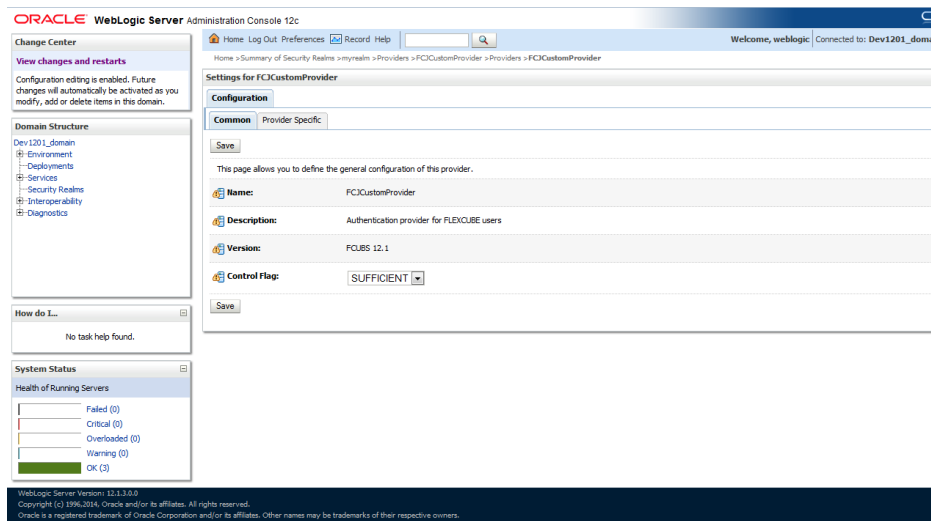 ORACLE WebLogic Server Administration Console 12c
Change Center
View changes and restarts
Configuration editing is enabled. Future
changes will automatically be activated as you
modify, add or delete items in this domain.
Domain Structure
Dev1201_domain
Environment
Deployments
Services
Security Realms
Interoperability
Diagnostics
How do I...
No task help found.
System Status
Health of Running Servers
Failed (0)
Critical (0)
Overloaded (0)
Warning (0)
OK (3)
Home Log Out Preferences Record Help
Welcome, weblogic Connected to: Dev1201_doma
Home >Summary of Security Realms >myrealm >Providers >FCJCustomProvider >Providers >FCJCustomProvider
Settings for FCJCustomProvider
Configuration
Common Provider Specific
Save
This page allows you to define the general configuration of this provider.
Name: FCJCustomProvider
Description: Authentication provider for FLEXCUBE users
Version: FCUBS 12.1
Control Flag: SUFFICIENT
Save
WebLogic Server Version: 12.1.3.0.0
Copyright (c) 1996,2014, Oracle and/or its affiliates. All rights reserved.
Oracle is a registered trademark of Oracle Corporation and/or its affiliates. Other names may be trademarks of their respective owners.